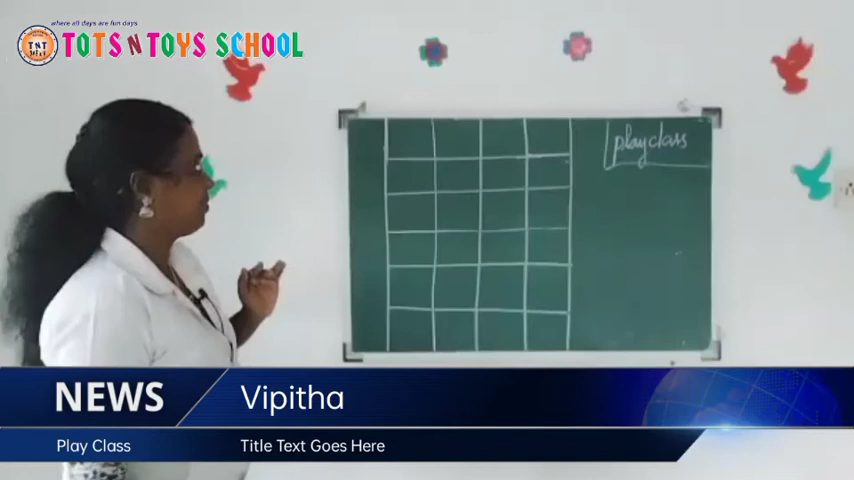 where all days are fun days
TOTS N TOYS SCHOOL
TNT
playclass
NEWS
Vipitha
Play Class
Title Text Goes Here